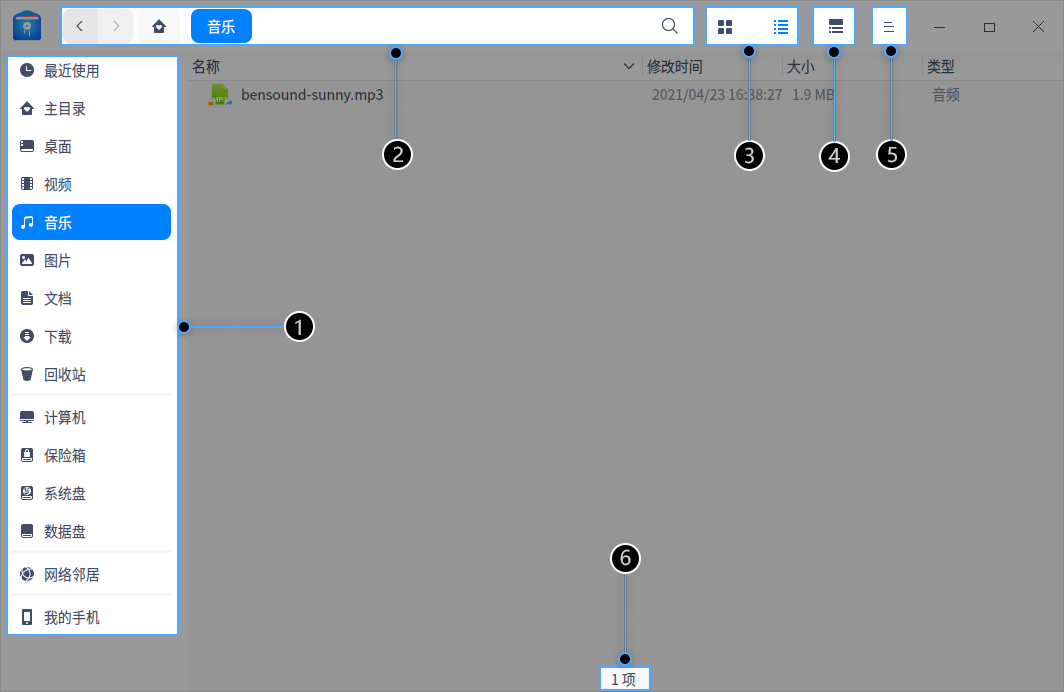 音乐
最近使用
主目录
桌面
视频
音乐
图片
文档
下载
回收站
计算机
保险箱
系统盘
数据盘
网络邻居
我的手机
名称 修改时间 大小 类型
bensound-sunny.mp3 2021/04/23 16:38:27 1.9 MB 音频
2
3
4
5
1
6
1 项